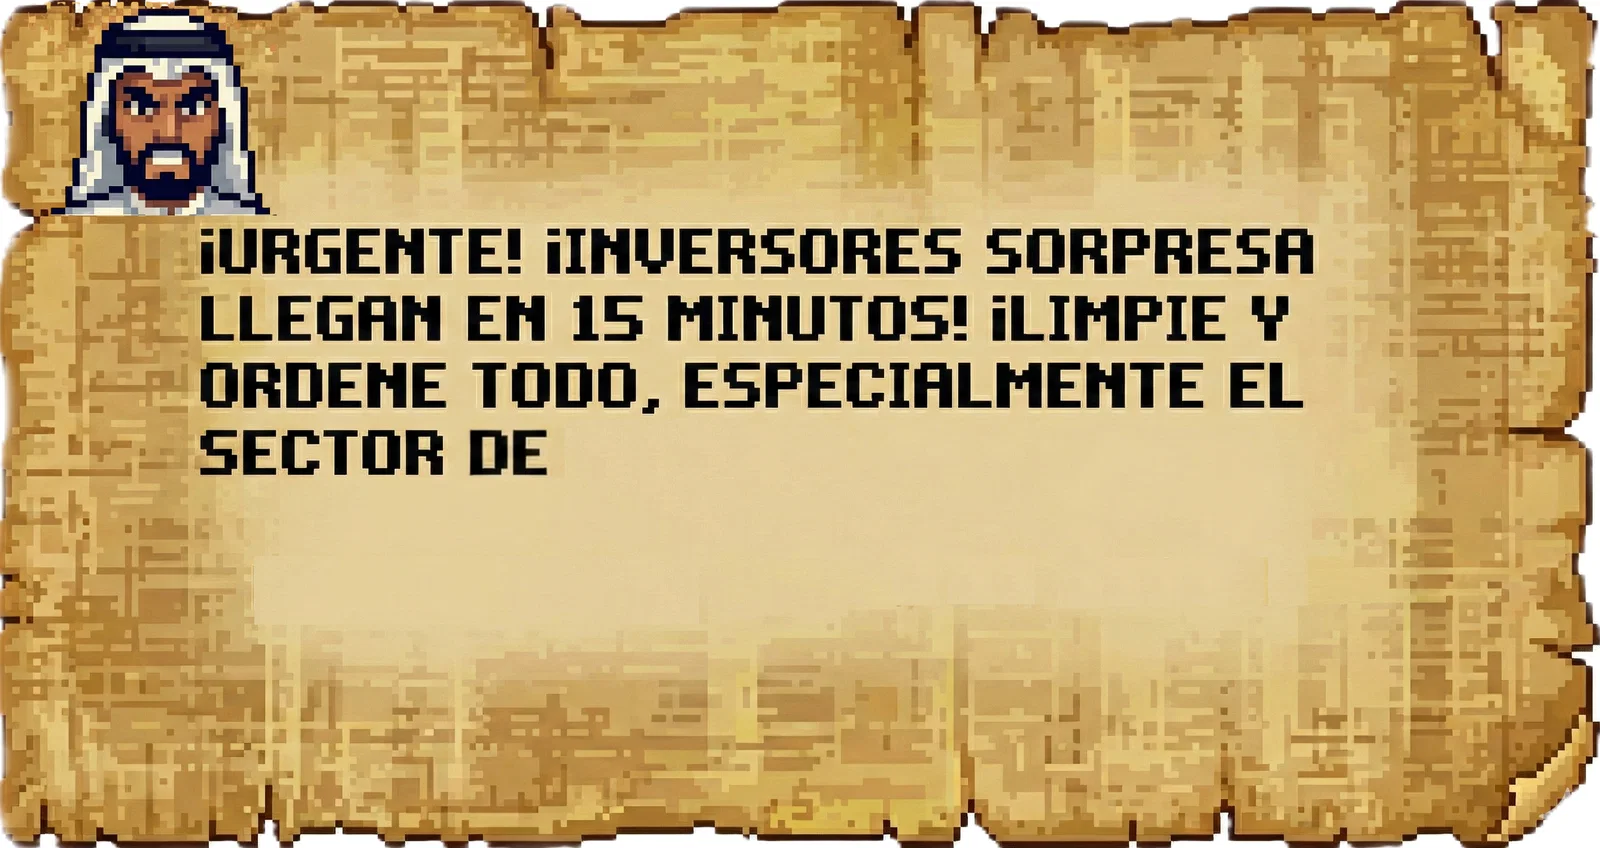 ¡URGENTE! ¡INVERSORES SORPRESA
LLEGAN EN 15 MINUTOS! ¡LIMPIE Y
ORDENE TODO, ESPECIALMENTE EL
SECTOR DE